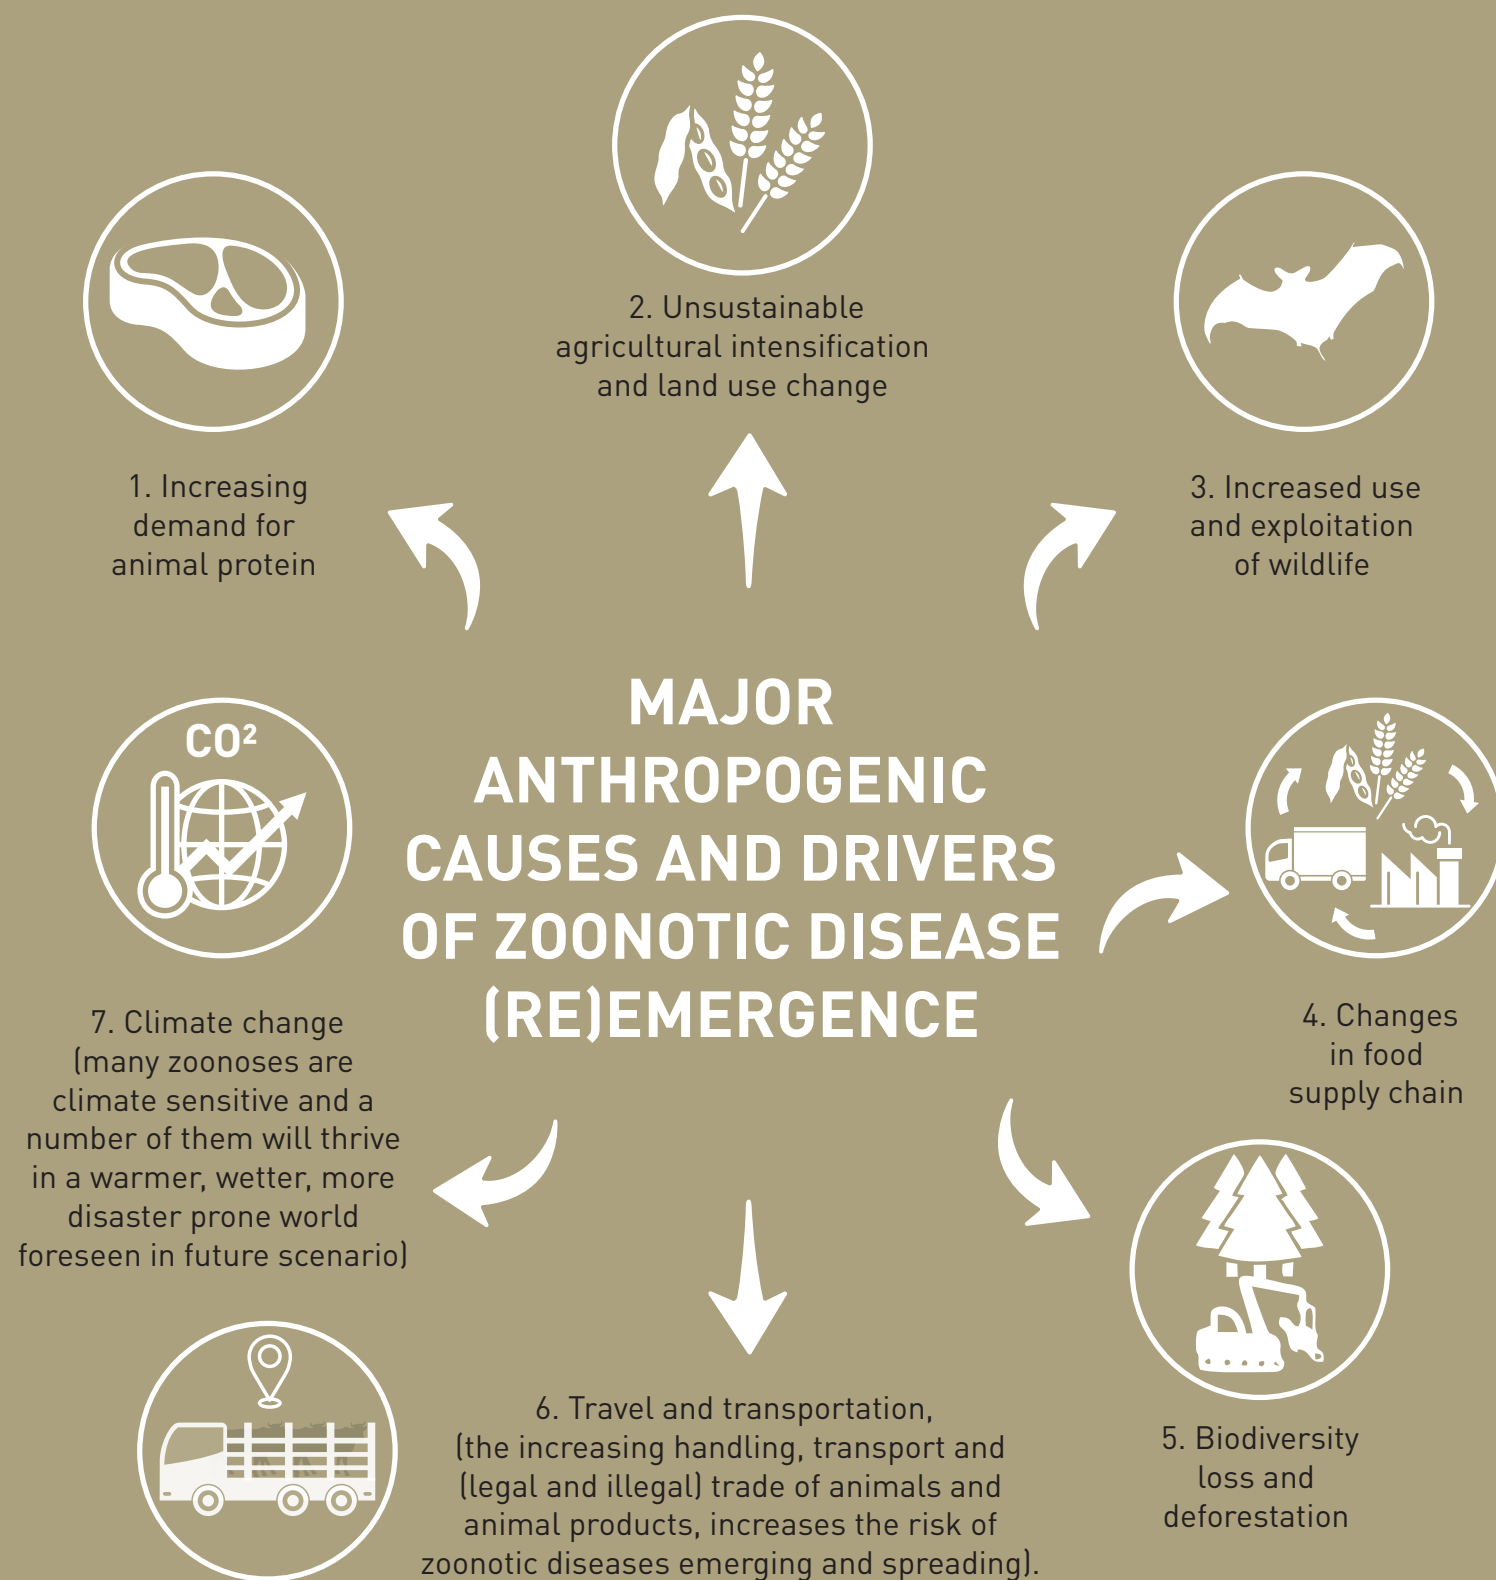 MAJOR
ANTHROPOGENIC
CAUSES AND DRIVERS
OF ZOONOTIC DISEASE
(RE)EMERGENCE
1. Increasing
demand for
animal protein
2. Unsustainable
agricultural intensification
and land use change
3. Increased use
and exploitation
of wildlife
4. Changes
in food
supply chain
5. Biodiversity
loss and
deforestation
6. Travel and transportation,
(the increasing handling, transport and
(legal and illegal) trade of animals and
animal products, increases the risk of
zoonotic diseases emerging and spreading).
CO²
7. Climate change
(many zoonoses are
climate sensitive and a
number of them will thrive
in a warmer, wetter, more
disaster prone world
foreseen in future scenario)